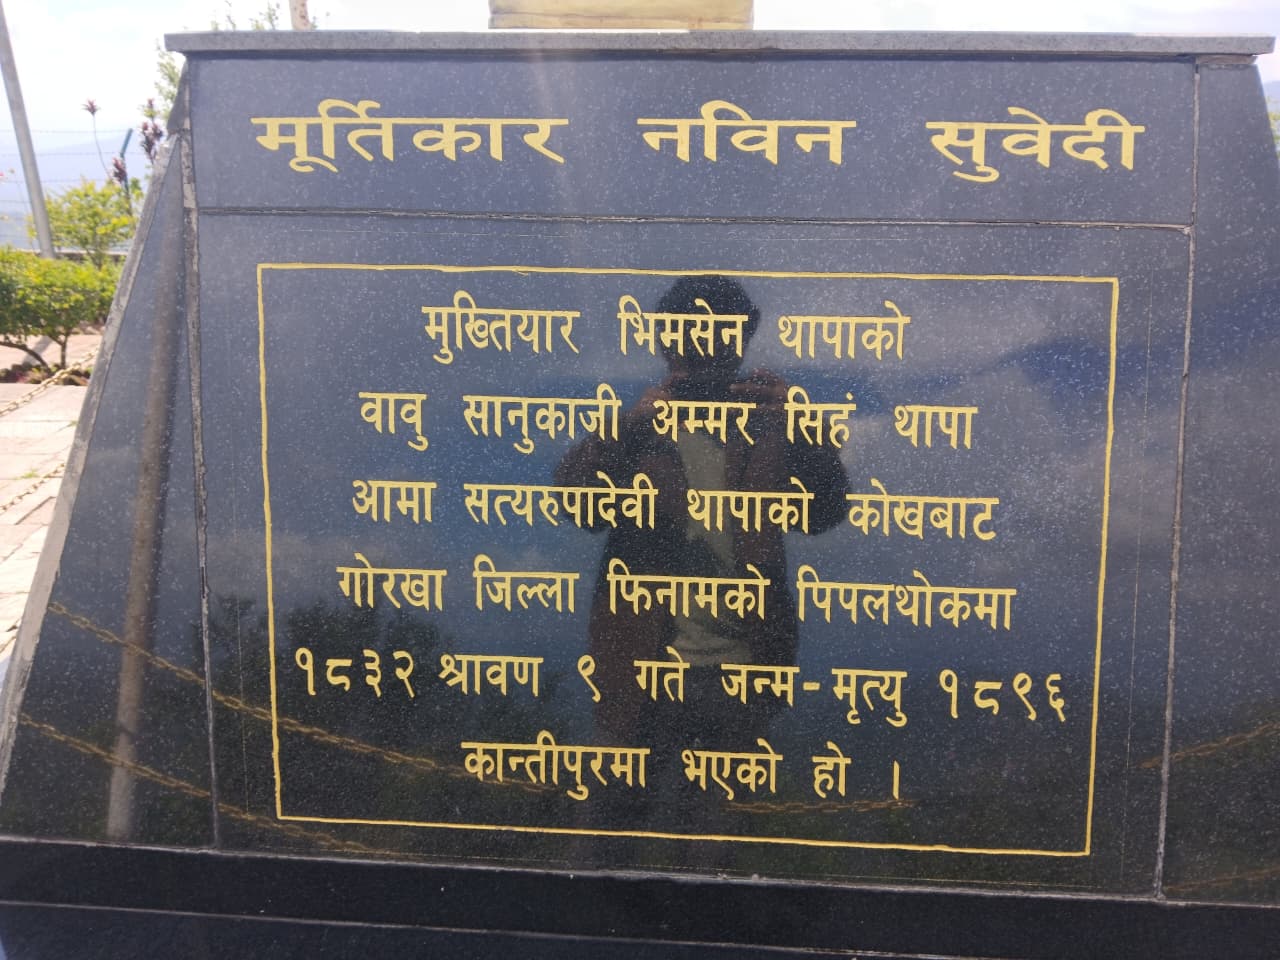 मूर्तिकार नविन सुवेदी
मुख्तियार भिमसेन थापाको
वावु सानुकाजी अम्मर सिहं थापा
आमा सत्यरुपादेवी थापाको कोखबाट
गोरखा जिल्ला फिनामको पिपलथोकमा
१८३२ श्रावण ९ गते जन्म-मृत्यु १८९६
कान्तीपुरमा भएको हो ।